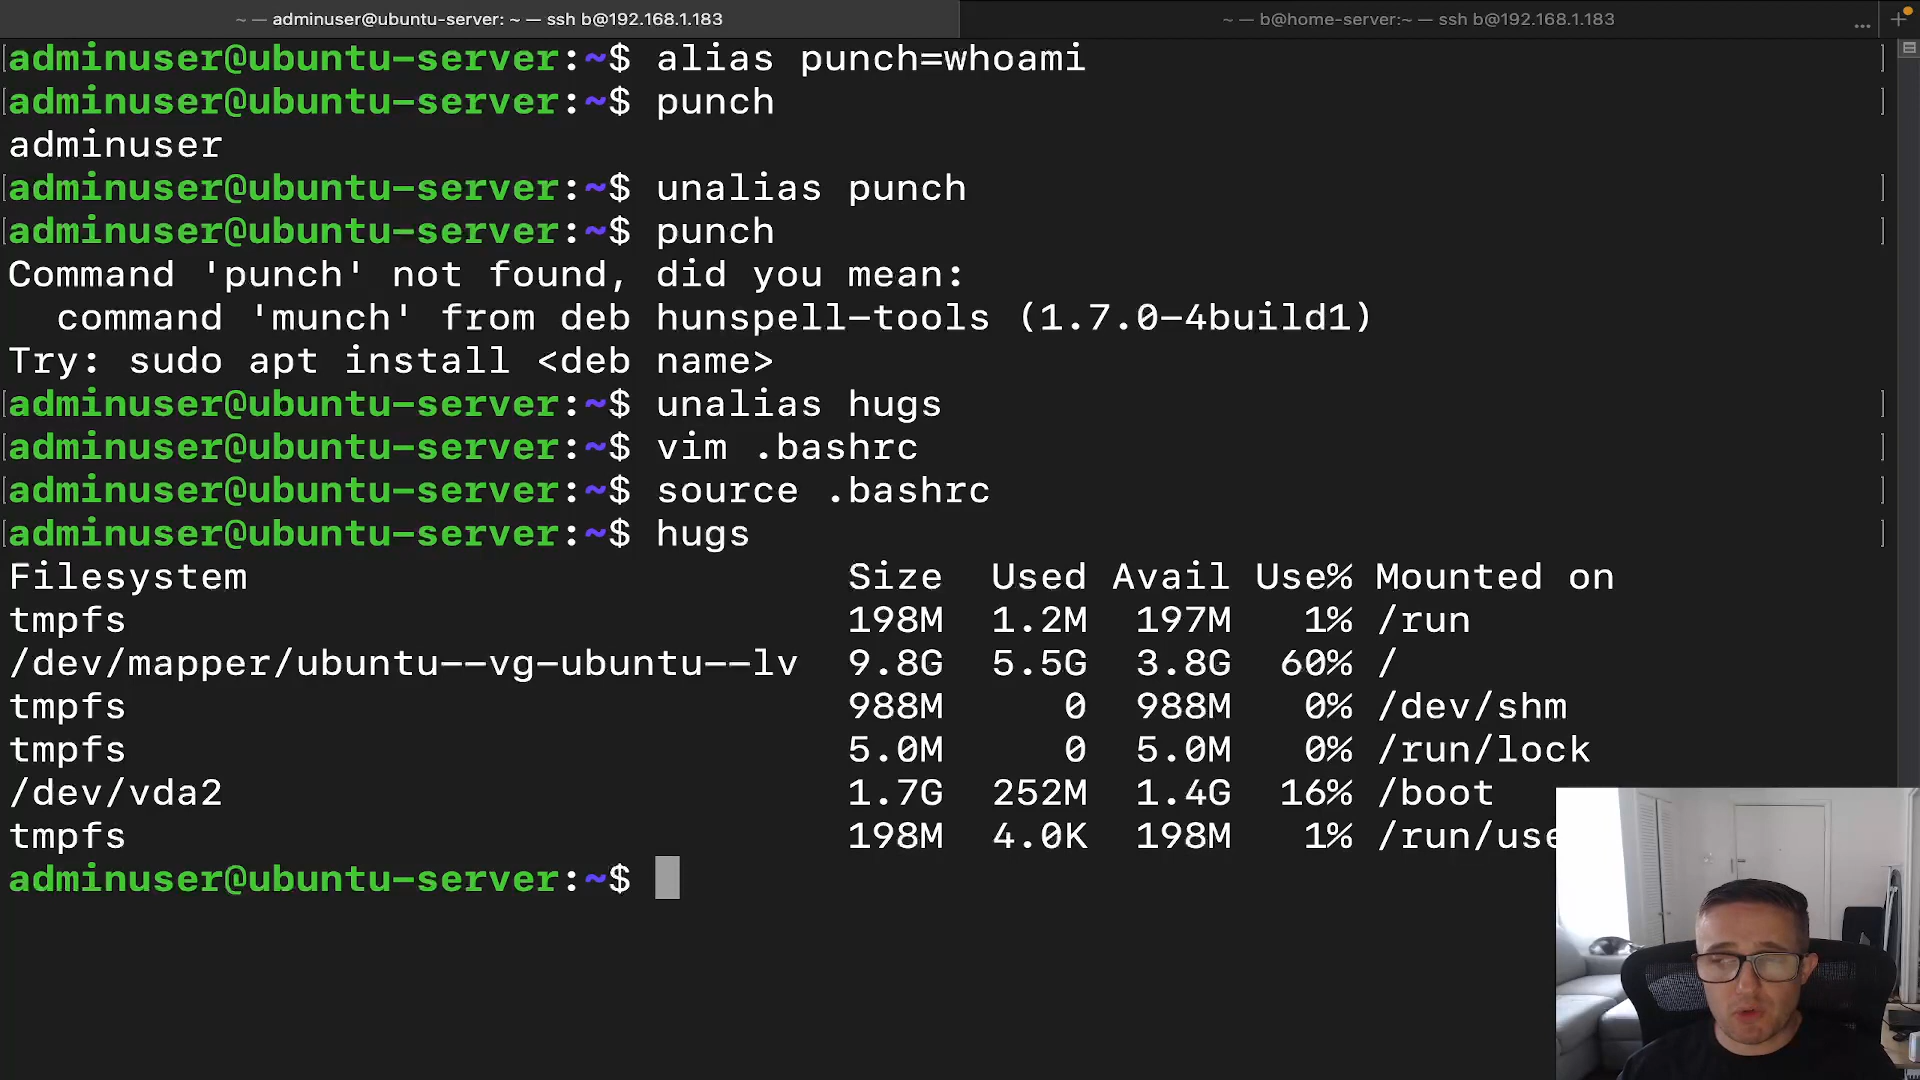 ~ — adminuser@ubuntu-server: ~ — ssh b@192.168.1.183
~ — b@home-server:~ — ssh b@192.168.1.183
... +
[adminuser@ubuntu-server:~$ alias punch=whoami ]
[adminuser@ubuntu-server:~$ punch ]
adminuser
[adminuser@ubuntu-server:~$ unalias punch ]
[adminuser@ubuntu-server:~$ punch ]
Command 'punch' not found, did you mean:
  command 'munch' from deb hunspell-tools (1.7.0-4build1)
Try: sudo apt install <deb name>
[adminuser@ubuntu-server:~$ unalias hugs ]
[adminuser@ubuntu-server:~$ vim .bashrc ]
[adminuser@ubuntu-server:~$ source .bashrc ]
[adminuser@ubuntu-server:~$ hugs ]
Filesystem                         Size  Used Avail Use% Mounted on
tmpfs                              198M  1.2M  197M   1% /run
/dev/mapper/ubuntu--vg-ubuntu--lv  9.8G  5.5G  3.8G  60% /
tmpfs                              988M     0  988M   0% /dev/shm
tmpfs                              5.0M     0  5.0M   0% /run/lock
/dev/vda2                          1.7G  252M  1.4G  16% /boot
tmpfs                              198M  4.0K  198M   1% /run/use
adminuser@ubuntu-server:~$